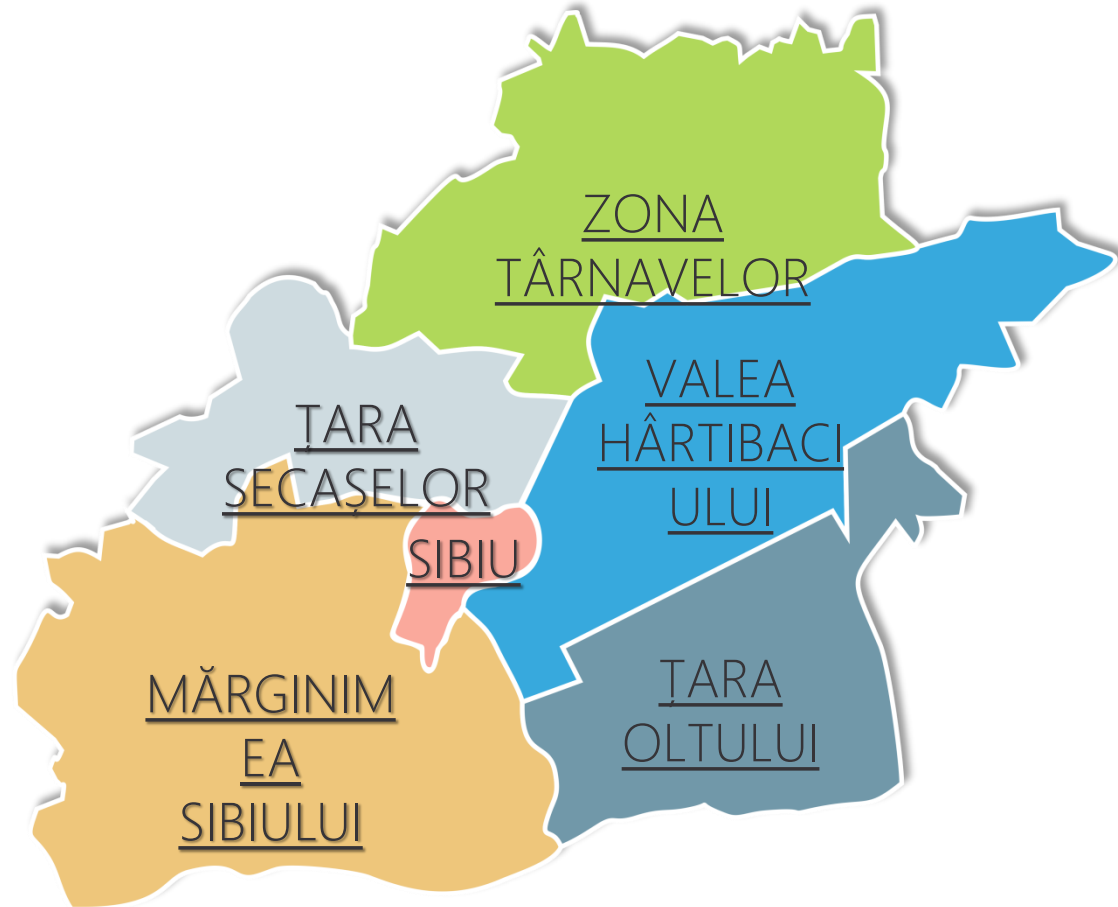 ZONA
TÂRNAVELOR
VALEA
HÂRTIBACI
ULUI
ȚARA
SECAȘELOR
SIBIU
ȚARA
OLTULUI
MĂRGINIM
EA
SIBIULUI